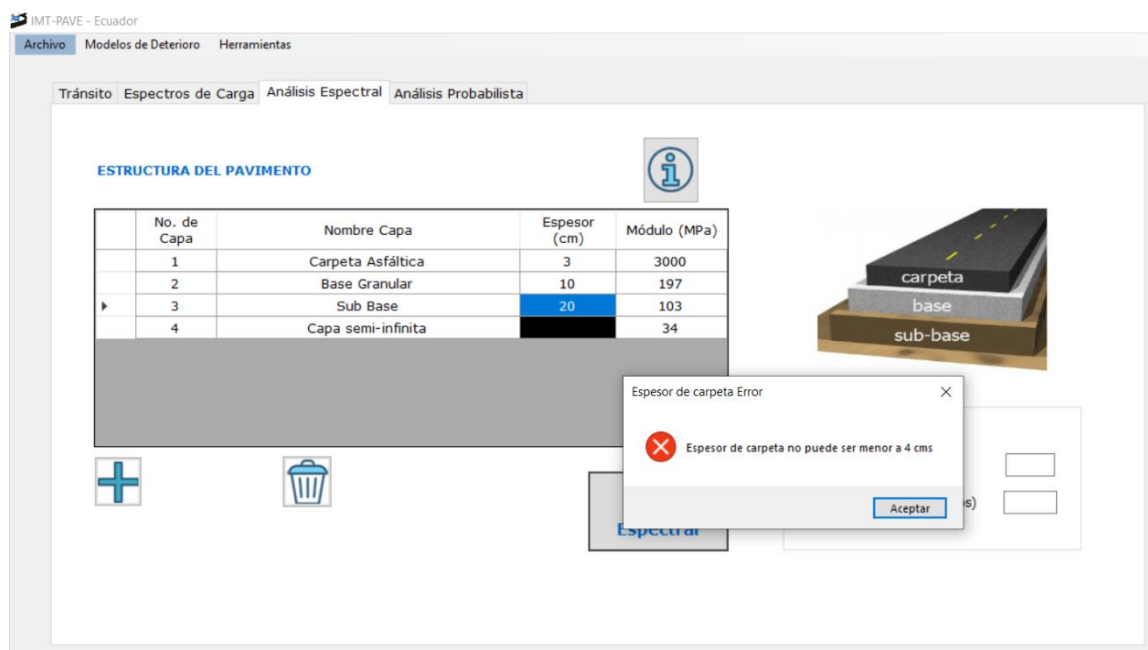 IMT-PAVE - Ecuador
Archivo Modelos de Deterioro Herramientas
Tránsito Espectros de Carga Análisis Espectral Análisis Probabilista
ESTRUCTURA DEL PAVIMENTO
No. de Capa Nombre Capa Espesor (cm) Módulo (MPa)
1 Carpeta Asfáltica 3 3000
2 Base Granular 10 197
3 Sub Base 20 103
4 Capa semi-infinita 34
carpeta
base
sub-base
Espesor de carpeta Error
Espesor de carpeta no puede ser menor a 4 cms
Aceptar
s)
Espectral